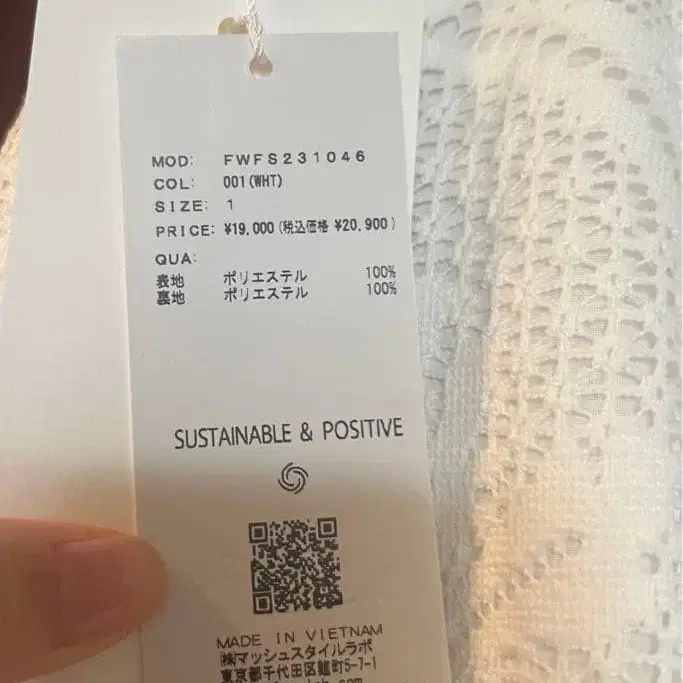 MOD: FWFS231046
COL: 001(WHT)
SIZE: 1
PRICE: ¥19,000(税込価格 ¥20,900)
QUA:
表地 ポリエステル 100%
裏地 ポリエステル 100%
SUSTAINABLE & POSITIVE
MADE IN VIETNAM
㈱マッシュスタイルラボ
東京都千代田区麹町5-7-1